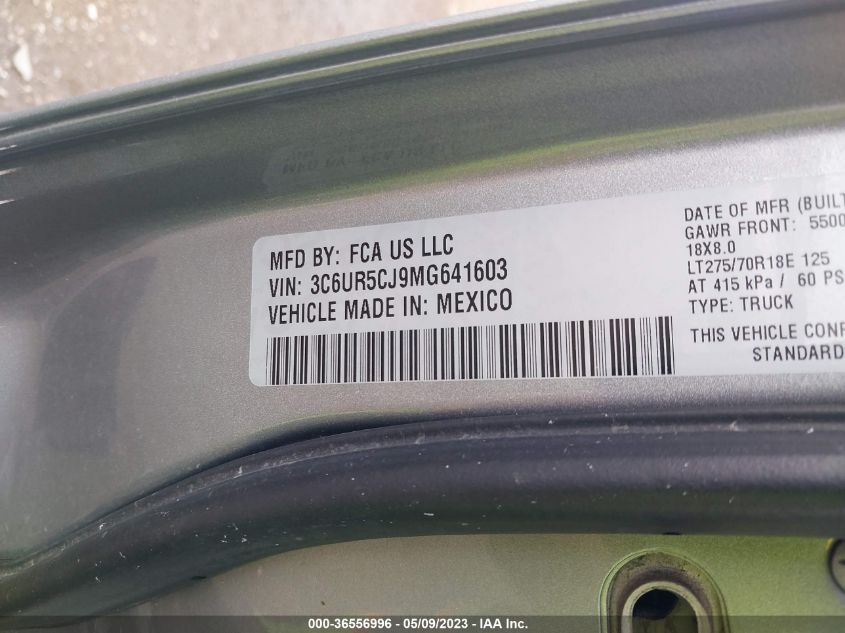 MFD BY: FCA US LLC
VIN: 3C6UR5CJ9MG641603
VEHICLE MADE IN: MEXICO
DATE OF MFR (BUILT
GAWR FRONT: 5500
18X8.0
LT275/70R18E 125
AT 415 kPa / 60 PS
TYPE: TRUCK
THIS VEHICLE CONF
STANDARD
000-36556996 - 05/09/2023 - IAA Inc.